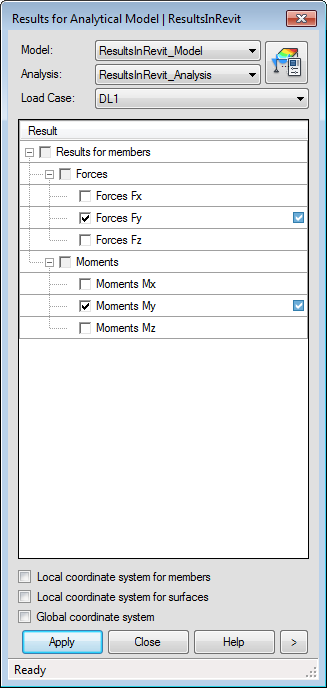 Results for Analytical Model | ResultsInRevit
Model: ResultsInRevit_Model
Analysis: ResultsInRevit_Analysis
Load Case: DL1
Result
Results for members
Forces
Forces Fx
Forces Fy
Forces Fz
Moments
Moments Mx
Moments My
Moments Mz
Local coordinate system for members
Local coordinate system for surfaces
Global coordinate system
Apply Close Help >
Ready